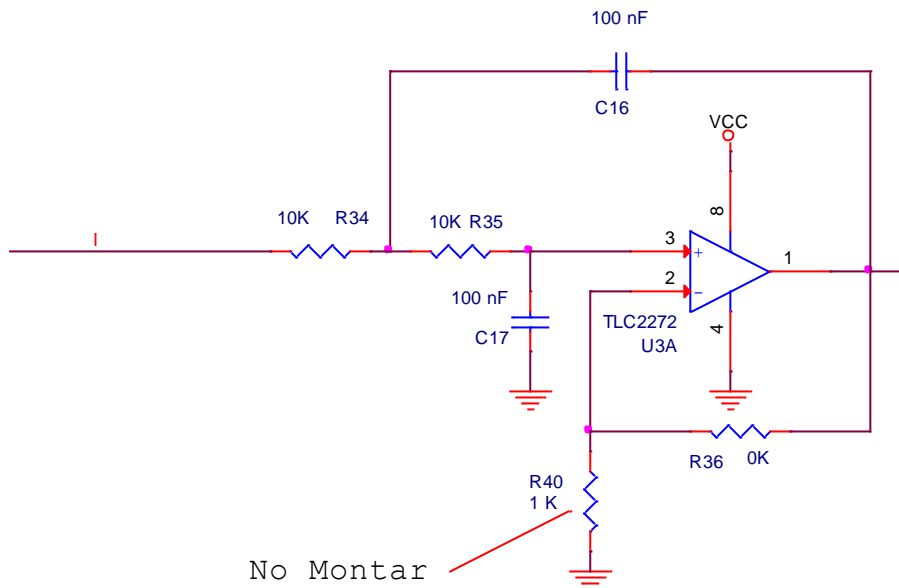 100 nF
C16
VCC
8
10K R34
10K R35
3
+
1
2
-
100 nF
C17
TLC2272
U3A
4
R36 0K
R40
1 K
No Montar